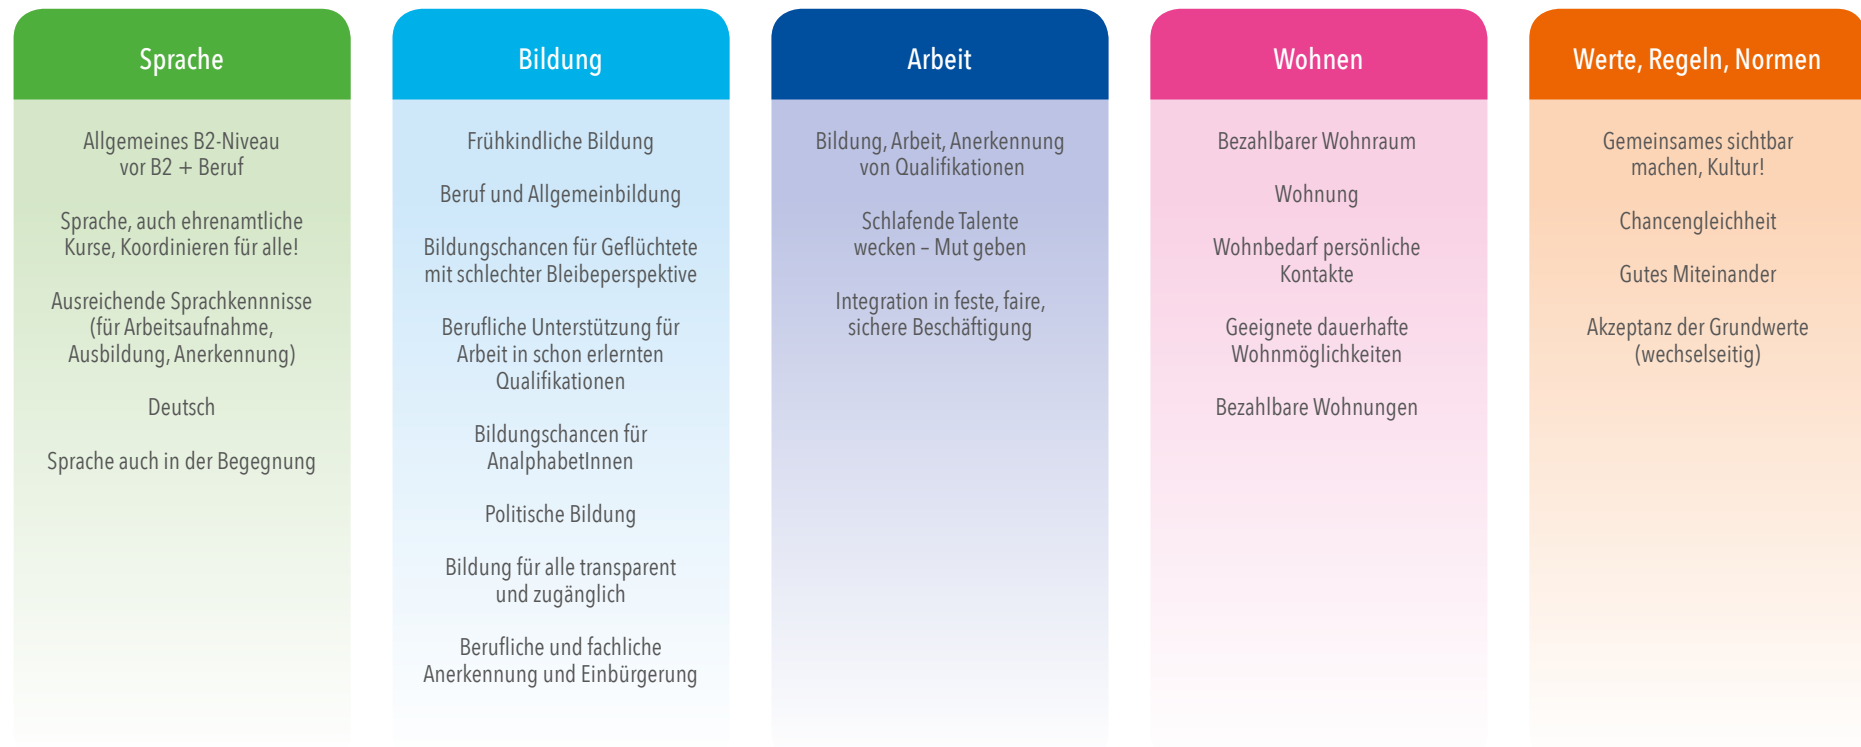 Sprache
Allgemeines B2-Niveau
vor B2 + Beruf
Sprache, auch ehrenamtliche
Kurse, Koordinieren für alle!
Ausreichende Sprachkennnisse
(für Arbeitsaufnahme,
Ausbildung, Anerkennung)
Deutsch
Sprache auch in der Begegnung
Bildung
Frühkindliche Bildung
Beruf und Allgemeinbildung
Bildungschancen für Geflüchtete
mit schlechter Bleibeperspektive
Berufliche Unterstützung für
Arbeit in schon erlernten
Qualifikationen
Bildungschancen für
AnalphabetInnen
Politische Bildung
Bildung für alle transparent
und zugänglich
Berufliche und fachliche
Anerkennung und Einbürgerung
Arbeit
Bildung, Arbeit, Anerkennung
von Qualifikationen
Schlafende Talente
wecken – Mut geben
Integration in feste, faire,
sichere Beschäftigung
Wohnen
Bezahlbarer Wohnraum
Wohnung
Wohnbedarf persönliche
Kontakte
Geeignete dauerhafte
Wohnmöglichkeiten
Bezahlbare Wohnungen
Werte, Regeln, Normen
Gemeinsames sichtbar
machen, Kultur!
Chancengleichheit
Gutes Miteinander
Akzeptanz der Grundwerte
(wechselseitig)